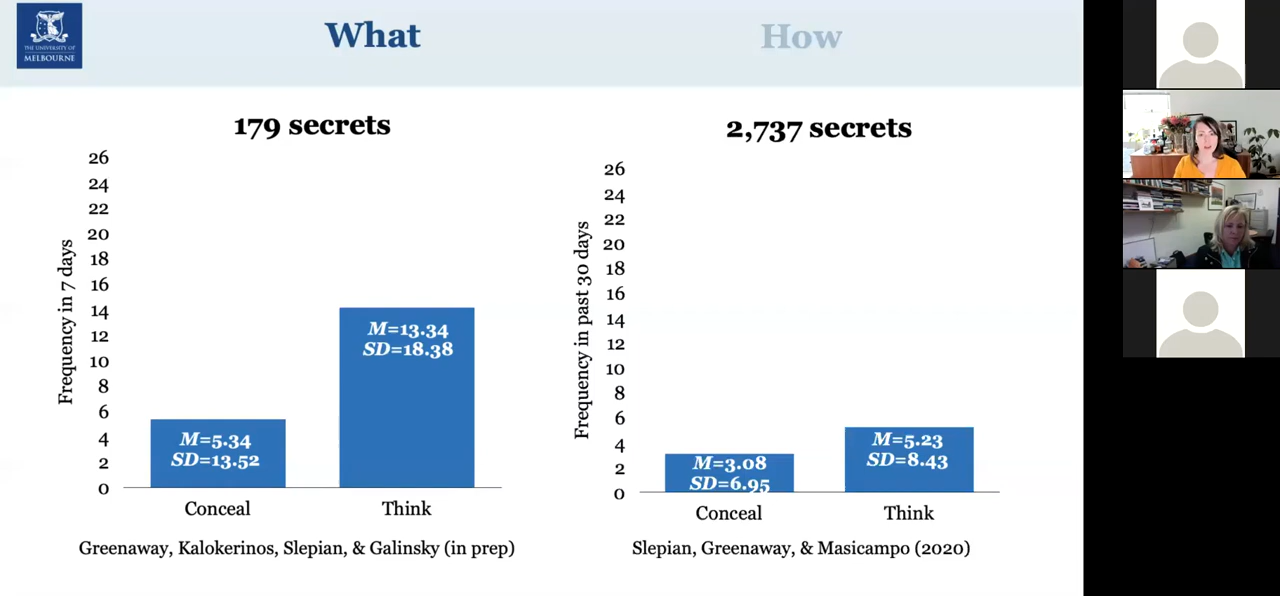 THE UNIVERSITY OF
MELBOURNE
What
How
179 secrets
Frequency in 7 days
26
24
22
20
18
16
14
12
10
8
6
4
2
0
M=5.34
SD=13.52
M=13.34
SD=18.38
Conceal
Think
Greenaway, Kalokerinos, Slepian, & Galinsky (in prep)
2,737 secrets
Frequency in past 30 days
26
24
22
20
18
16
14
12
10
8
6
4
2
0
M=3.08
SD=6.95
M=5.23
SD=8.43
Conceal
Think
Slepian, Greenaway, & Masicampo (2020)